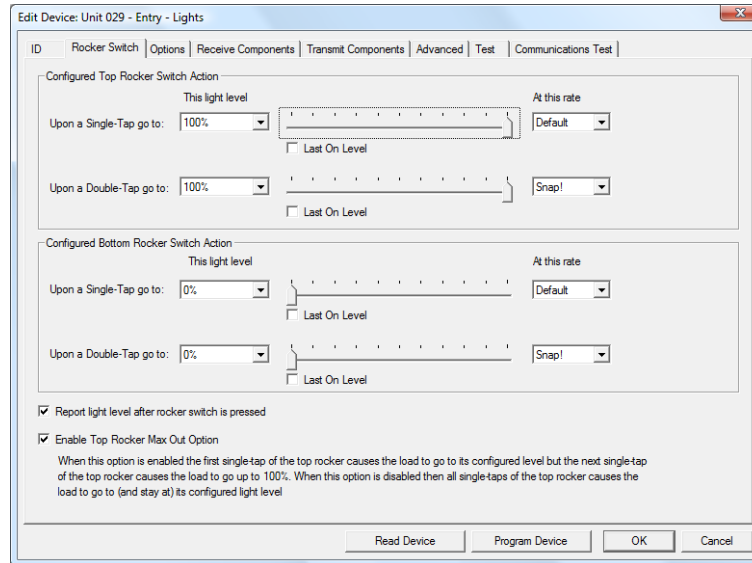 Edit Device: Unit 029 - Entry - Lights
ID Rocker Switch Options Receive Components Transmit Components Advanced Test Communications Test
Configured Top Rocker Switch Action
This light level At this rate
Upon a Single-Tap go to: 100% Default
Last On Level
Upon a Double-Tap go to: 100% Snap!
Last On Level
Configured Bottom Rocker Switch Action
This light level At this rate
Upon a Single-Tap go to: 0% Default
Last On Level
Upon a Double-Tap go to: 0% Snap!
Last On Level
Report light level after rocker switch is pressed
Enable Top Rocker Max Out Option
When this option is enabled the first single-tap of the top rocker causes the load to go to its configured level but the next single-tap
of the top rocker causes the load to go up to 100%. When this option is disabled then all single-taps of the top rocker causes the
load to go to (and stay at) its configured light level
Read Device Program Device OK Cancel